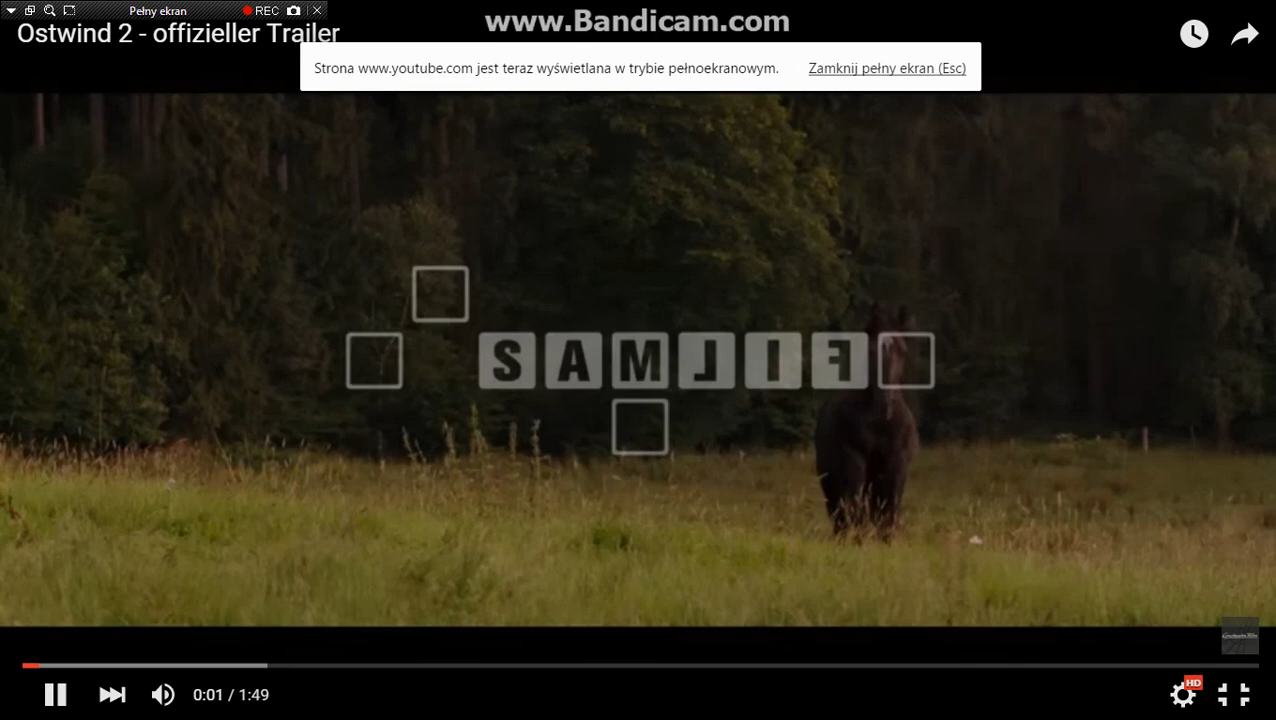 Pełny ekran
REC
www.Bandicam.com
Ostwind 2 - offizieller Trailer
Strona www.youtube.com jest teraz wyświetlana w trybie pełnoekranowym. Zamknij pełny ekran (Esc)
SAMLIF
0:01 / 1:49
HD